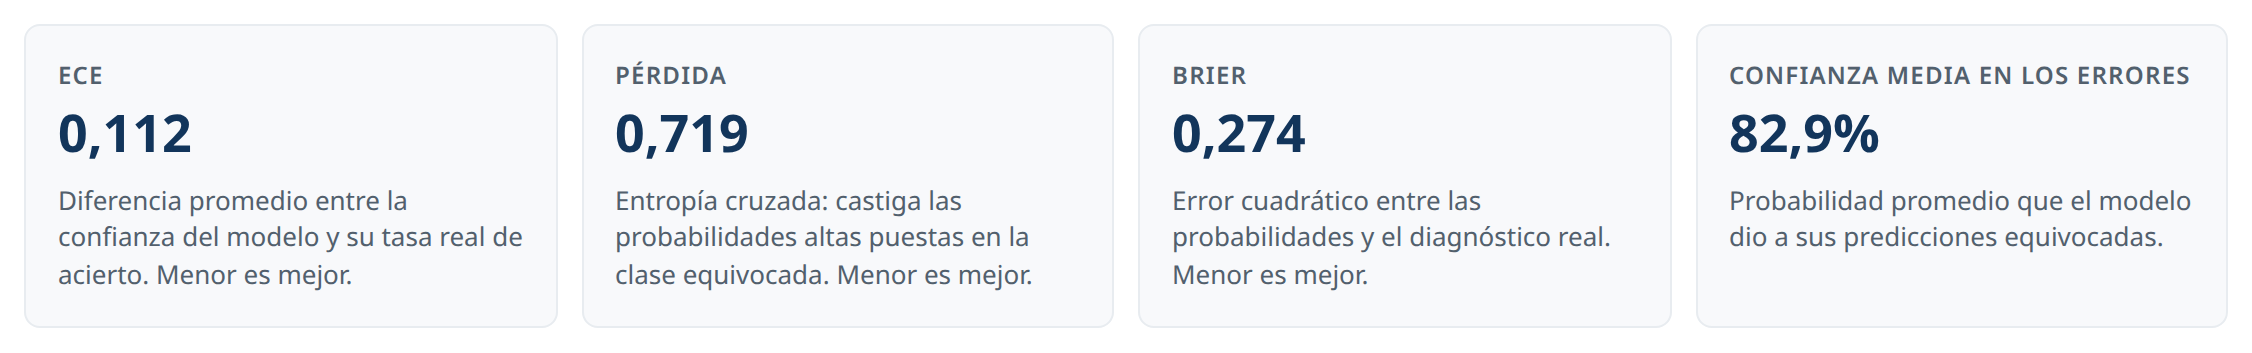 ECE
0,112
Diferencia promedio entre la
confianza del modelo y su tasa real de
acierto. Menor es mejor.
PÉRDIDA
0,719
Entropía cruzada: castiga las
probabilidades altas puestas en la
clase equivocada. Menor es mejor.
BRIER
0,274
Error cuadrático entre las
probabilidades y el diagnóstico real.
Menor es mejor.
CONFIANZA MEDIA EN LOS ERRORES
82,9%
Probabilidad promedio que el modelo
dio a sus predicciones equivocadas.